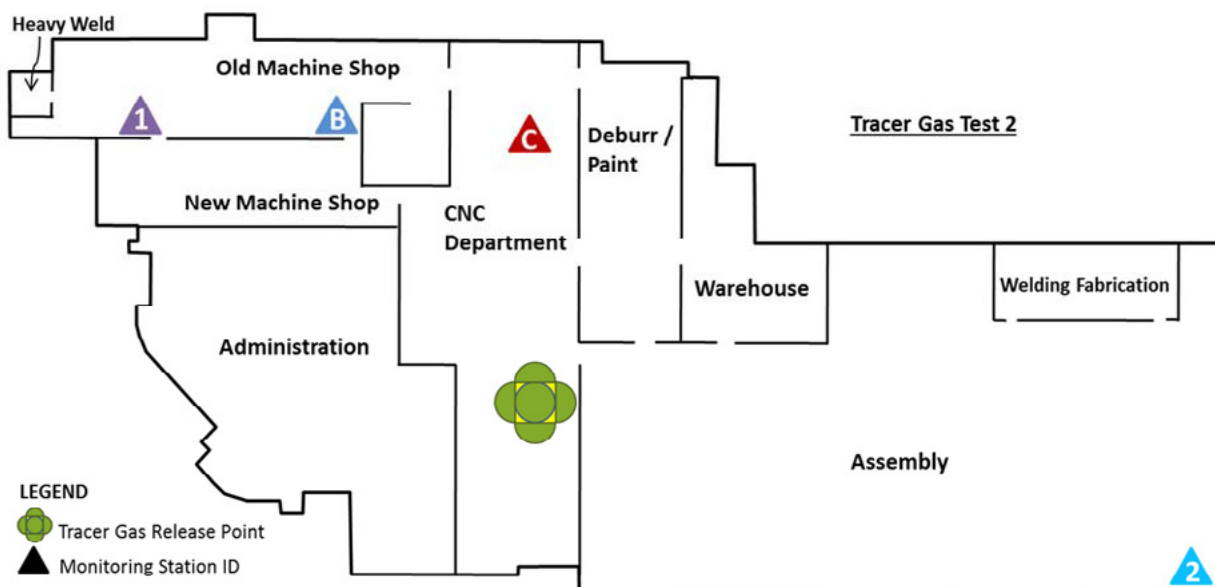 Heavy Weld
Old Machine Shop
1
B
C
Deburr /
Paint
Tracer Gas Test 2
New Machine Shop
CNC
Department
Warehouse
Welding Fabrication
Administration
Assembly
LEGEND
Tracer Gas Release Point
Monitoring Station ID
2